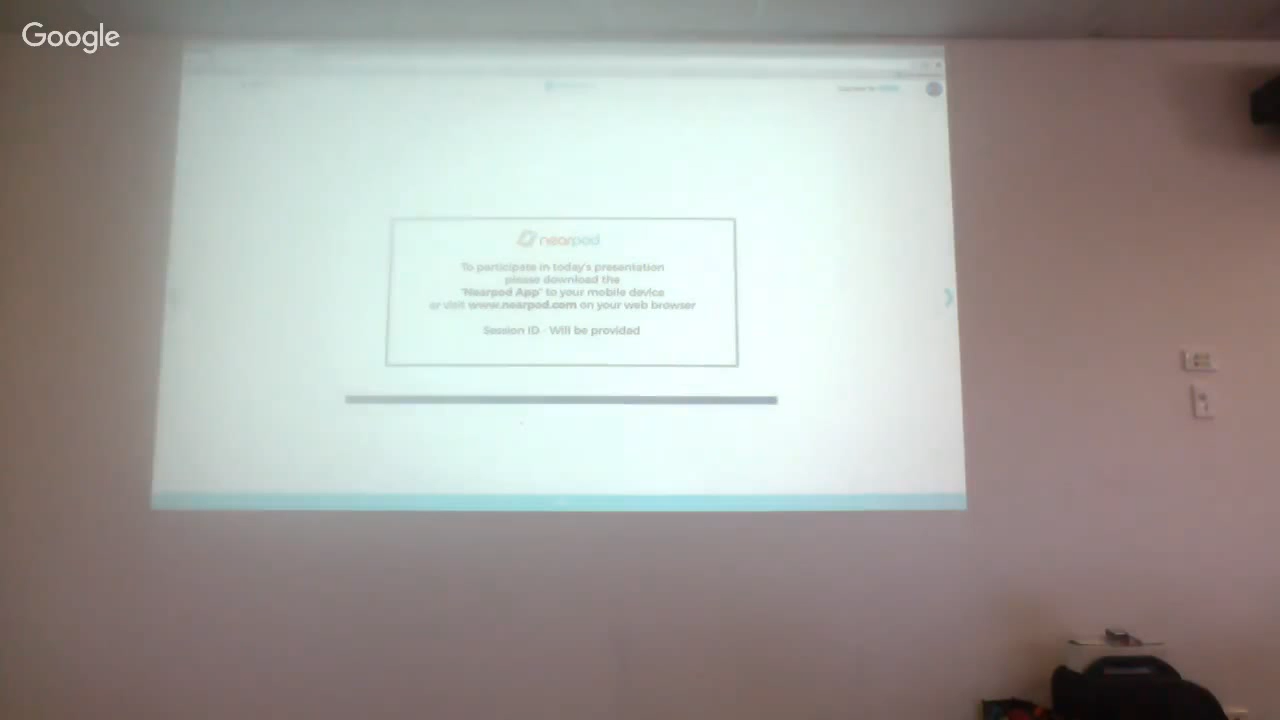 Google
nearpod
To participate in today's presentation
please download the
"Nearpod App" to your mobile device
or visit www.nearpod.com on your web browser
Session ID - Will be provided